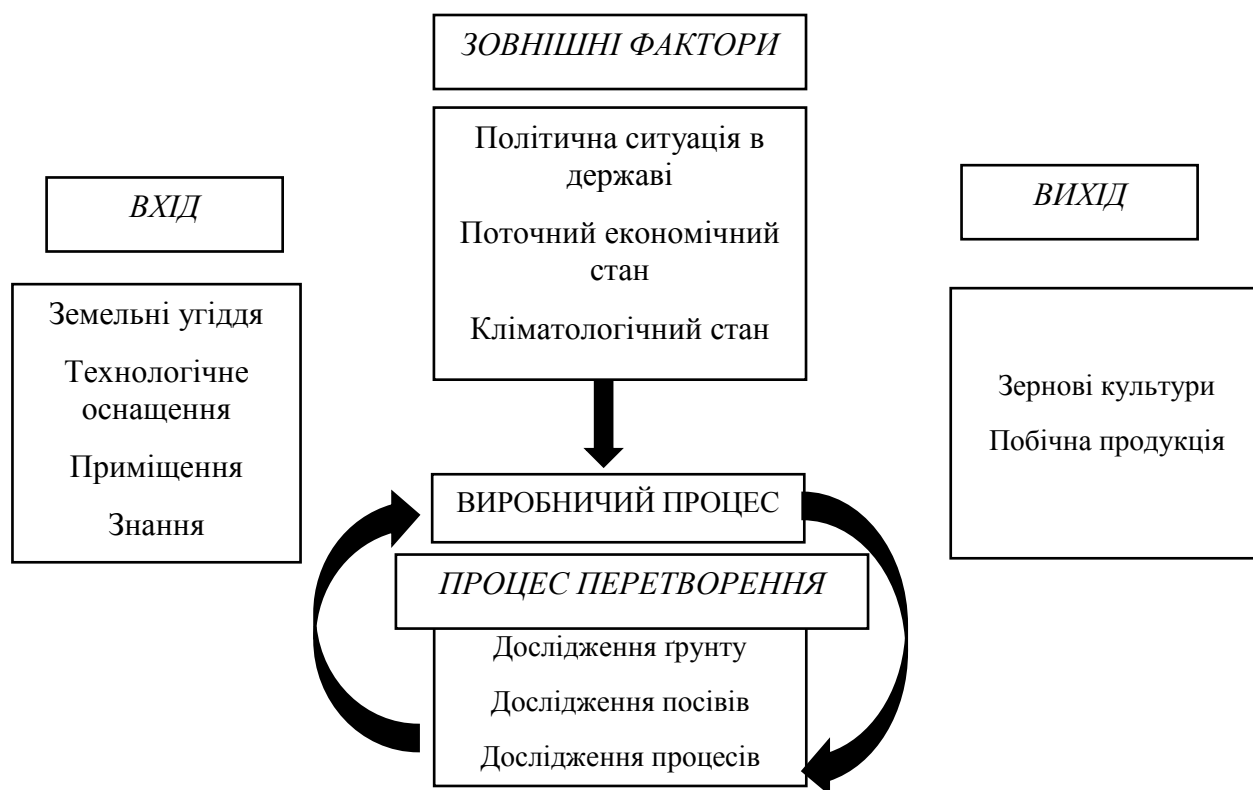 ЗОВНІШНІ ФАКТОРИ
Політична ситуація в
державі
Поточний економічний
стан
Кліматологічний стан
ВХІД
Земельні угіддя
Технологічне
оснащення
Приміщення
Знання
ВИХІД
Зернові культури
Побічна продукція
ВИРОБНИЧИЙ ПРОЦЕС
ПРОЦЕС ПЕРЕТВОРЕННЯ
Дослідження ґрунту
Дослідження посівів
Дослідження процесів